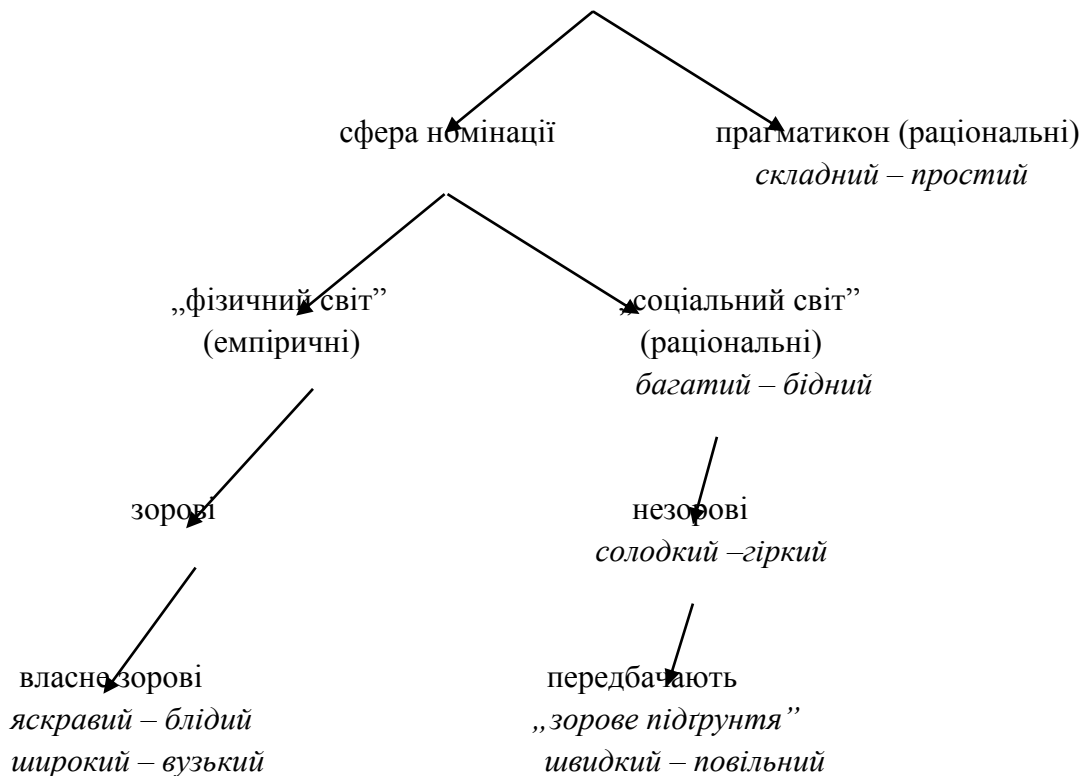 сфера номінації
прагматикон (раціональні)
складний – простий
„фізичний світ”
(емпіричні)
„соціальний світ”
(раціональні)
багатий – бідний
зорові
незорові
солодкий –гіркий
власне зорові
яскравий – блідий
широкий – вузький
передбачають
„зорове підґрунтя”
швидкий – повільний